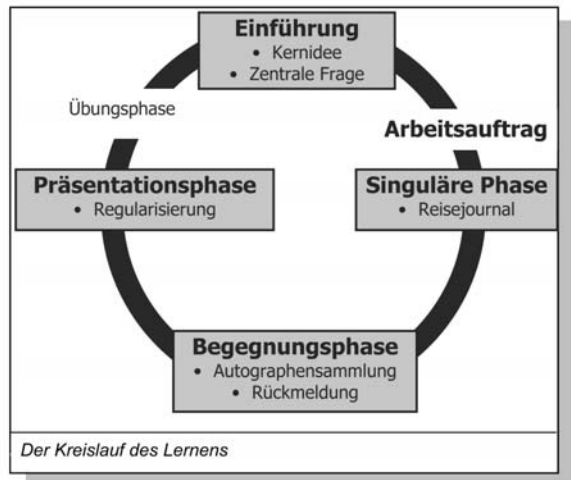 Einführung
• Kernidee
• Zentrale Frage
Übungsphase
Arbeitsauftrag
Präsentationsphase
• Regularisierung
Singuläre Phase
• Reisejournal
Begegnungsphase
• Autographensammlung
• Rückmeldung
Der Kreislauf des Lernens